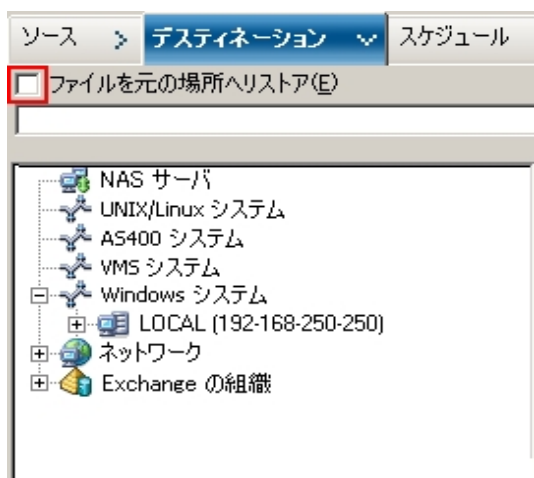 ソース デスティネーション スケジュール
ファイルを元の場所へリストア(E)
NAS サーバ
UNIX/Linux システム
AS400 システム
VMS システム
Windows システム
LOCAL (192-168-250-250)
ネットワーク
Exchange の組織